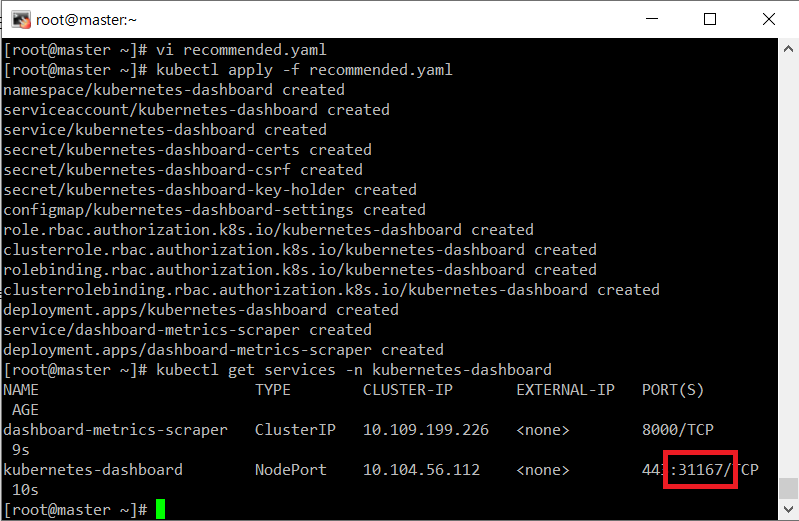 root@master:~
[root@master ~]# vi recommended.yaml
[root@master ~]# kubectl apply -f recommended.yaml
namespace/kubernetes-dashboard created
serviceaccount/kubernetes-dashboard created
service/kubernetes-dashboard created
secret/kubernetes-dashboard-certs created
secret/kubernetes-dashboard-csrf created
secret/kubernetes-dashboard-key-holder created
configmap/kubernetes-dashboard-settings created
role.rbac.authorization.k8s.io/kubernetes-dashboard created
clusterrole.rbac.authorization.k8s.io/kubernetes-dashboard created
rolebinding.rbac.authorization.k8s.io/kubernetes-dashboard created
clusterrolebinding.rbac.authorization.k8s.io/kubernetes-dashboard created
deployment.apps/kubernetes-dashboard created
service/dashboard-metrics-scraper created
deployment.apps/dashboard-metrics-scraper created
[root@master ~]# kubectl get services -n kubernetes-dashboard
NAME                        TYPE        CLUSTER-IP       EXTERNAL-IP   PORT(S)
 AGE
dashboard-metrics-scraper   ClusterIP   10.109.199.226   <none>        8000/TCP
 9s
kubernetes-dashboard        NodePort    10.104.56.112    <none>        443:31167/TCP
 10s
[root@master ~]#